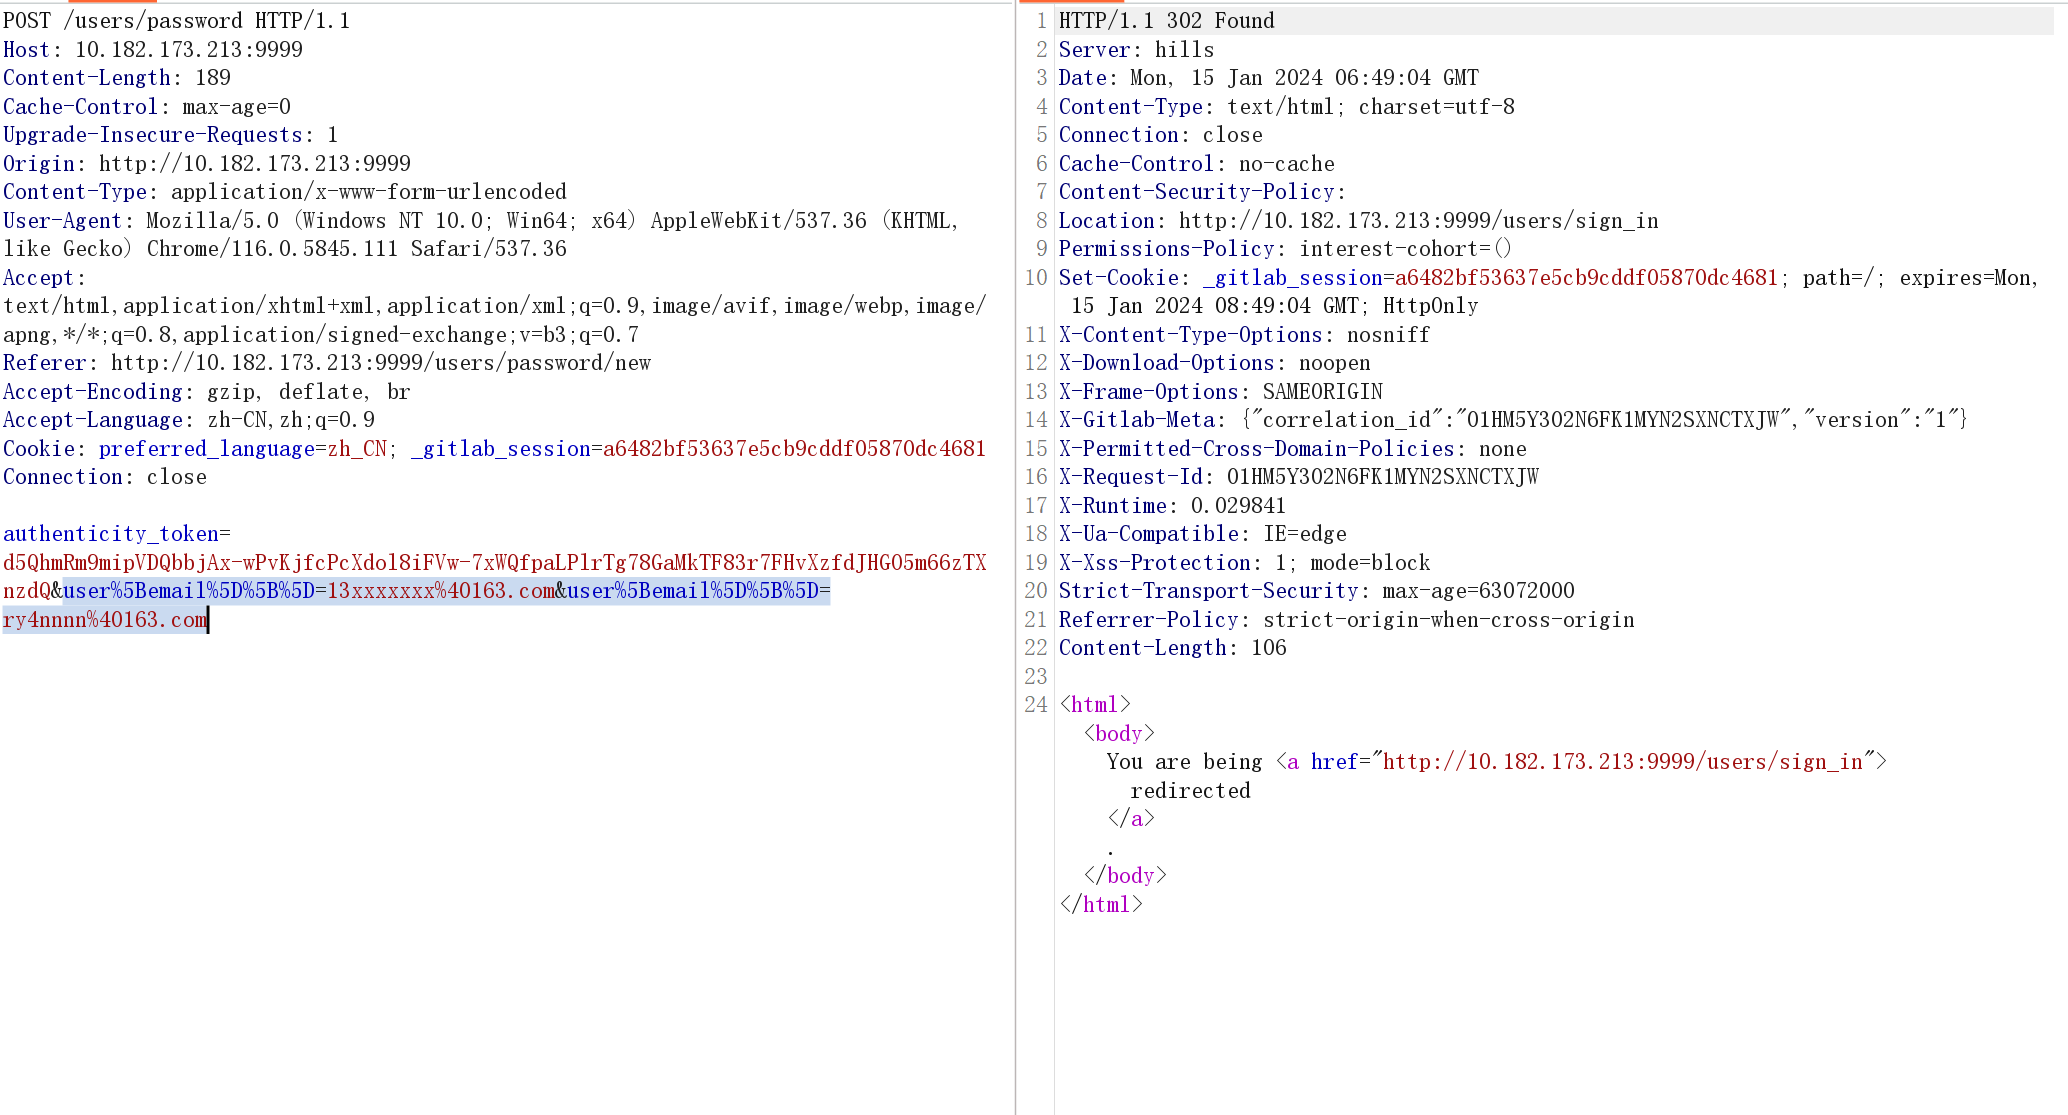 POST /users/password HTTP/1.1
Host: 10.182.173.213:9999
Content-Length: 189
Cache-Control: max-age=0
Upgrade-Insecure-Requests: 1
Origin: http://10.182.173.213:9999
Content-Type: application/x-www-form-urlencoded
User-Agent: Mozilla/5.0 (Windows NT 10.0; Win64; x64) AppleWebKit/537.36 (KHTML,
like Gecko) Chrome/116.0.5845.111 Safari/537.36
Accept:
text/html,application/xhtml+xml,application/xml;q=0.9,image/avif,image/webp,image/
apng,*/*;q=0.8,application/signed-exchange;v=b3;q=0.7
Referer: http://10.182.173.213:9999/users/password/new
Accept-Encoding: gzip, deflate, br
Accept-Language: zh-CN,zh;q=0.9
Cookie: preferred_language=zh_CN; _gitlab_session=a6482bf53637e5cb9cddf05870dc4681
Connection: close
authenticity_token=
d5QhmRm9mipVDQbbjAx-wPvKjfcPcXdol8iFVw-7xWQfpaLPlrTg78GaMkTF83r7FHvXzfdJHGO5m66zTX
nzdQ&user%5Bemail%5D%5B%5D=13xxxxxxx%40163.com&user%5Bemail%5D%5B%5D=
ry4nnnn%40163.com
1 HTTP/1.1 302 Found
2 Server: hills
3 Date: Mon, 15 Jan 2024 06:49:04 GMT
4 Content-Type: text/html; charset=utf-8
5 Connection: close
6 Cache-Control: no-cache
7 Content-Security-Policy:
8 Location: http://10.182.173.213:9999/users/sign_in
9 Permissions-Policy: interest-cohort=()
10 Set-Cookie: _gitlab_session=a6482bf53637e5cb9cddf05870dc4681; path=/; expires=Mon,
15 Jan 2024 08:49:04 GMT; HttpOnly
11 X-Content-Type-Options: nosniff
12 X-Download-Options: noopen
13 X-Frame-Options: SAMEORIGIN
14 X-Gitlab-Meta: {"correlation_id":"01HM5Y302N6FK1MYN2SXNCTXJW","version":"1"}
15 X-Permitted-Cross-Domain-Policies: none
16 X-Request-Id: 01HM5Y302N6FK1MYN2SXNCTXJW
17 X-Runtime: 0.029841
18 X-Ua-Compatible: IE=edge
19 X-Xss-Protection: 1; mode=block
20 Strict-Transport-Security: max-age=63072000
21 Referrer-Policy: strict-origin-when-cross-origin
22 Content-Length: 106
23
24 <html>
<body>
You are being <a href="http://10.182.173.213:9999/users/sign_in">
redirected
</a>
.
</body>
</html>